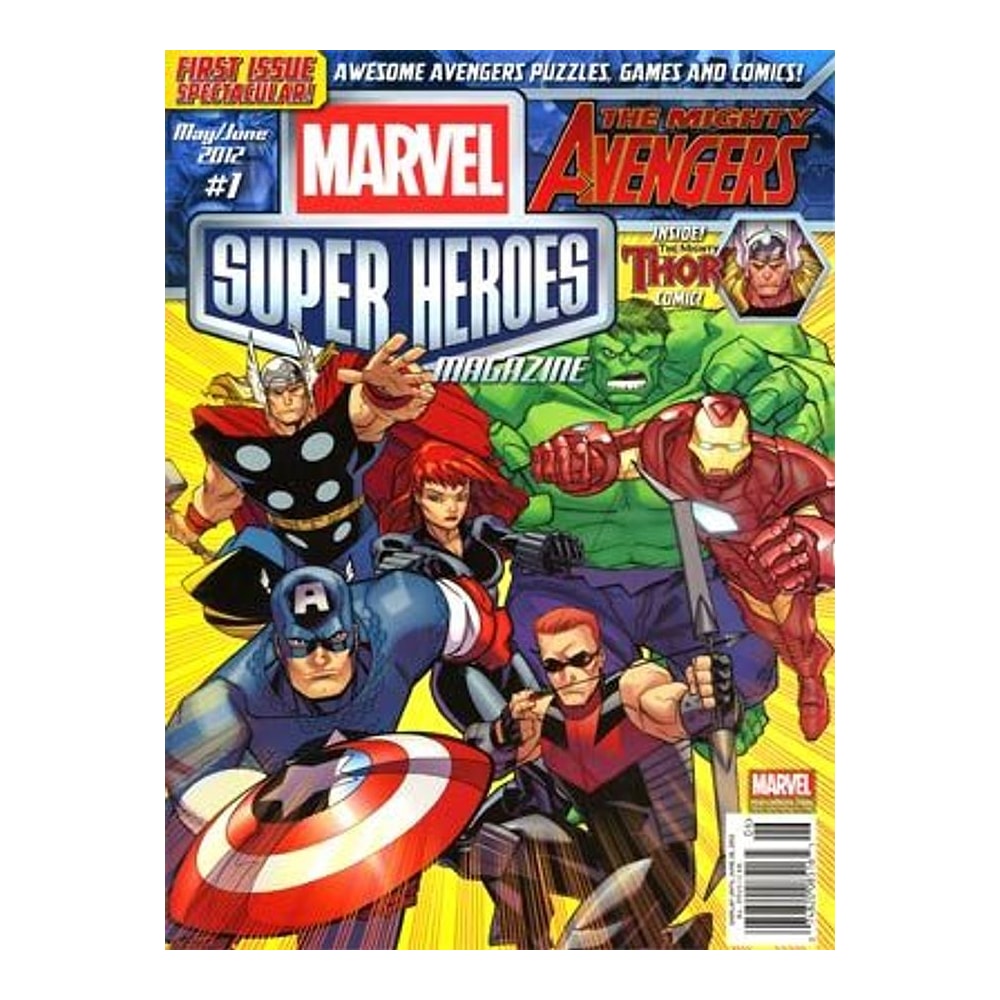 FIRST ISSUE
SPECTACULAR!
AWESOME AVENGERS PUZZLES, GAMES AND COMICS!
May/June
2012
#1
MARVEL
SUPER HEROES
MAGAZINE
THE MIGHTY
AVENGERS
INSIDE!
THE MIGHTY
THOR
COMIC!
A
MARVEL